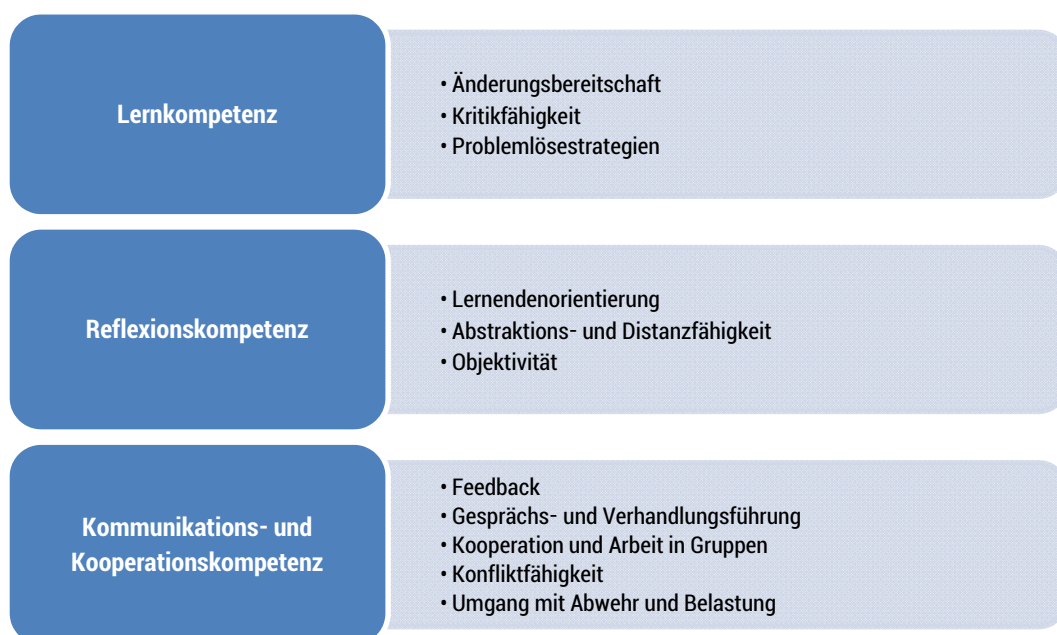 Lernkompetenz
• Änderungsbereitschaft
• Kritikfähigkeit
• Problemlösestrategien
Reflexionskompetenz
• Lernendenorientierung
• Abstraktions- und Distanzfähigkeit
• Objektivität
Kommunikations- und
Kooperationskompetenz
• Feedback
• Gesprächs- und Verhandlungsführung
• Kooperation und Arbeit in Gruppen
• Konfliktfähigkeit
• Umgang mit Abwehr und Belastung